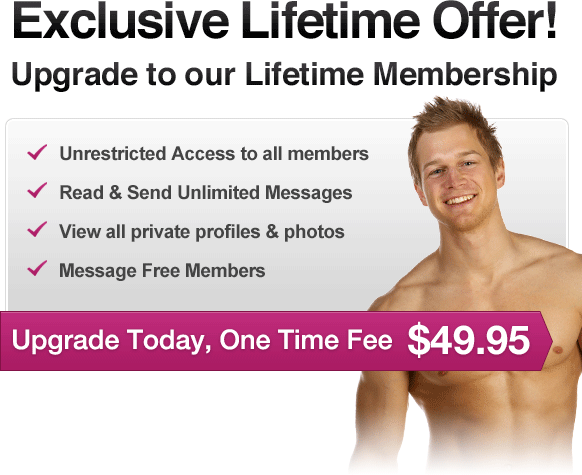 Exclusive Lifetime Offer!
Upgrade to our Lifetime Membership
Unrestricted Access to all members
Read & Send Unlimited Messages
View all private profiles & photos
Message Free Members
Upgrade Today, One Time Fee $49.95